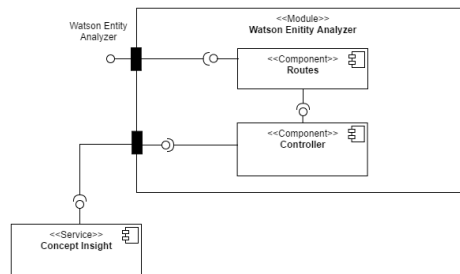 <<Module>>
Watson Enitity Analyzer
Watson Entity
Analyzer
<<Component>>
Routes
<<Component>>
Controller
<<Service>>
Concept Insight